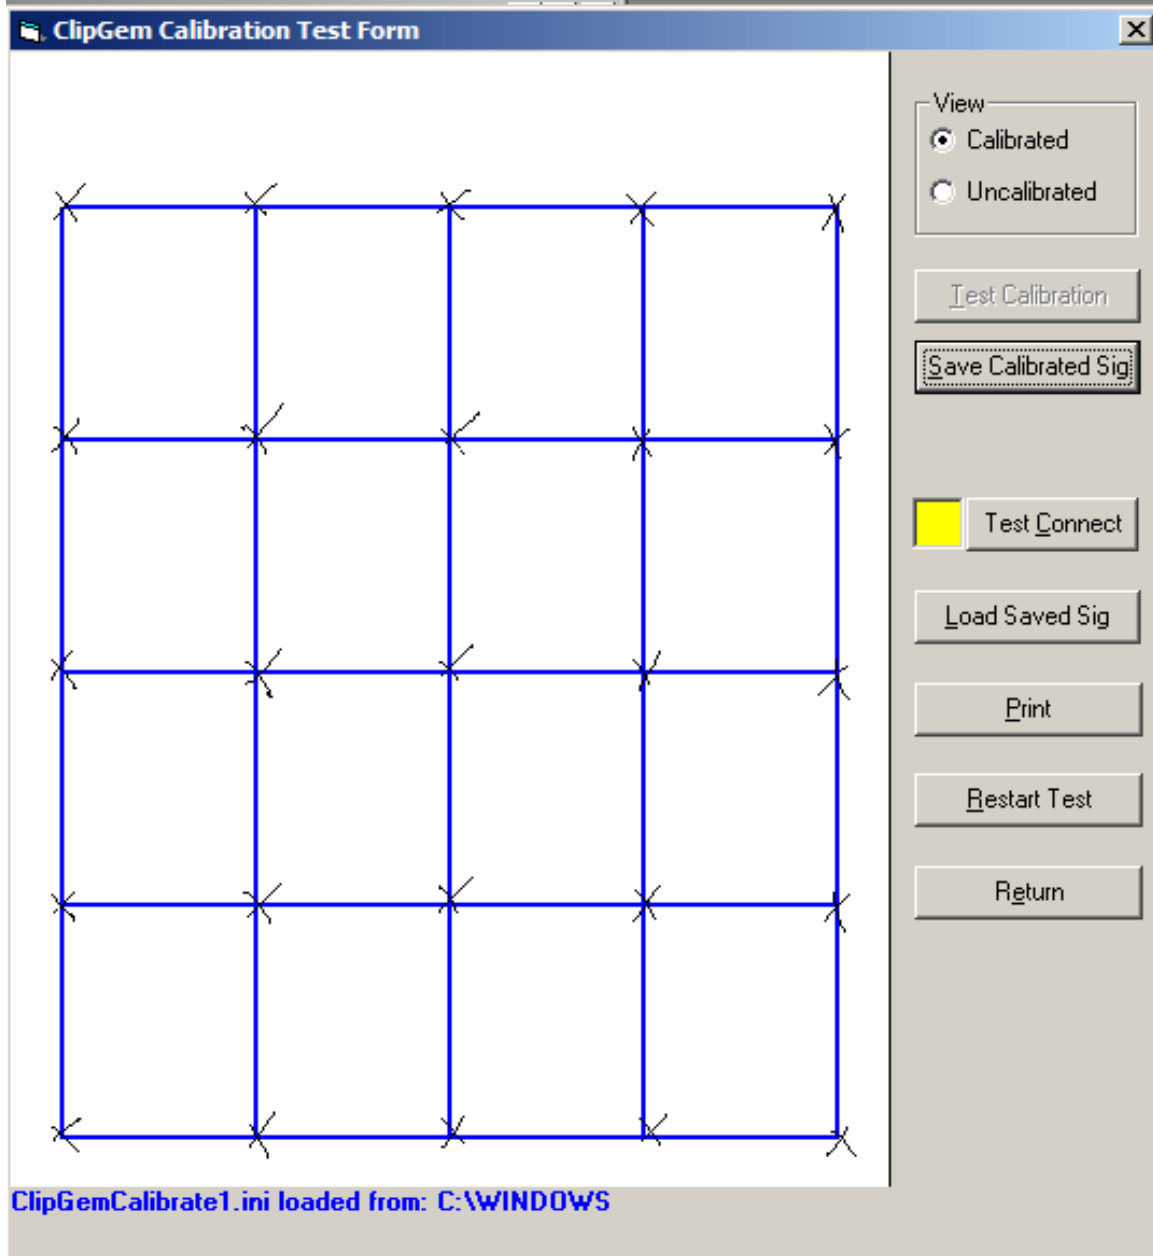 ClipGem Calibration Test Form
View
Calibrated
Uncalibrated
Test Calibration
Save Calibrated Sig
Test Connect
Load Saved Sig
Print
Restart Test
Return
ClipGemCalibrate1.ini loaded from: C:\WINDOWS